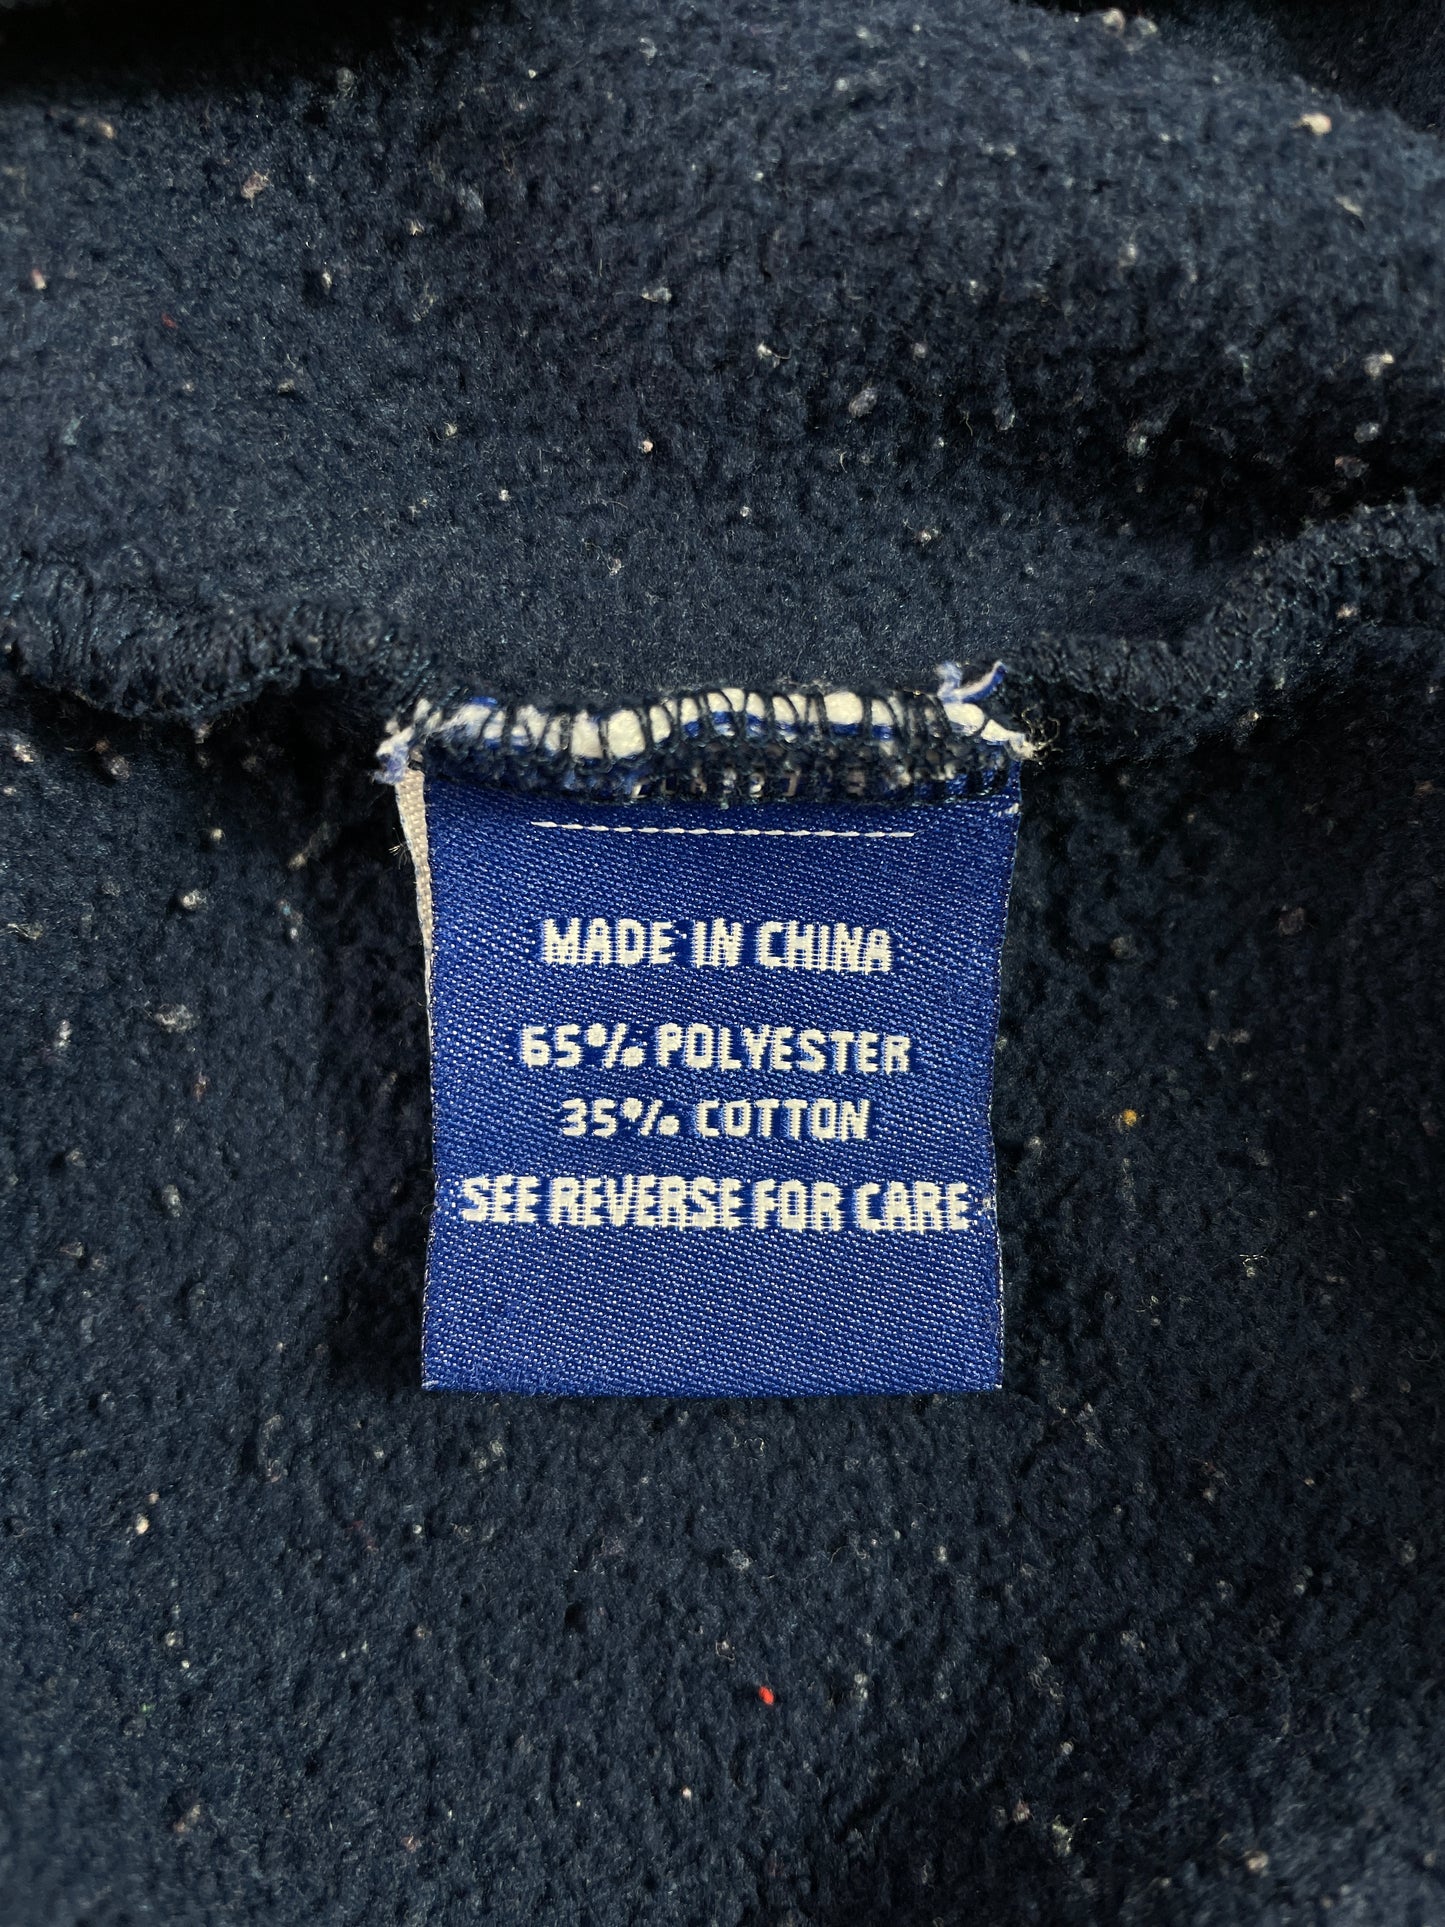 MADE IN CHINA
65% POLYESTER
35% COTTON
SEE REVERSE FOR CARE